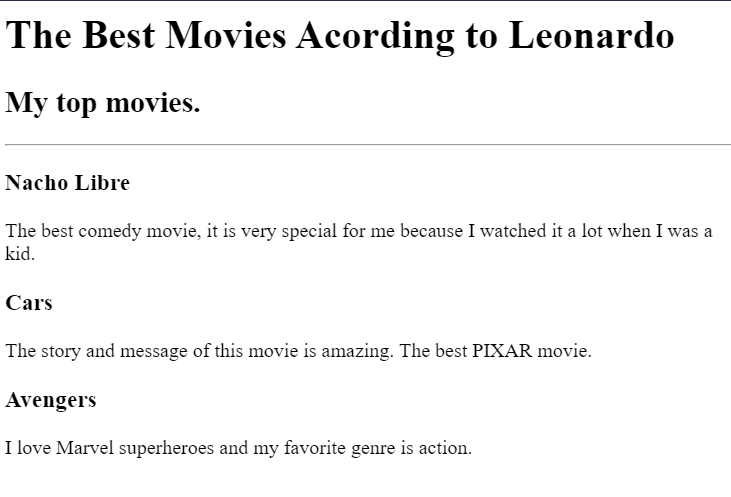 The Best Movies Acording to Leonardo
My top movies.
Nacho Libre
The best comedy movie, it is very special for me because I watched it a lot when I was a
kid.
Cars
The story and message of this movie is amazing. The best PIXAR movie.
Avengers
I love Marvel superheroes and my favorite genre is action.